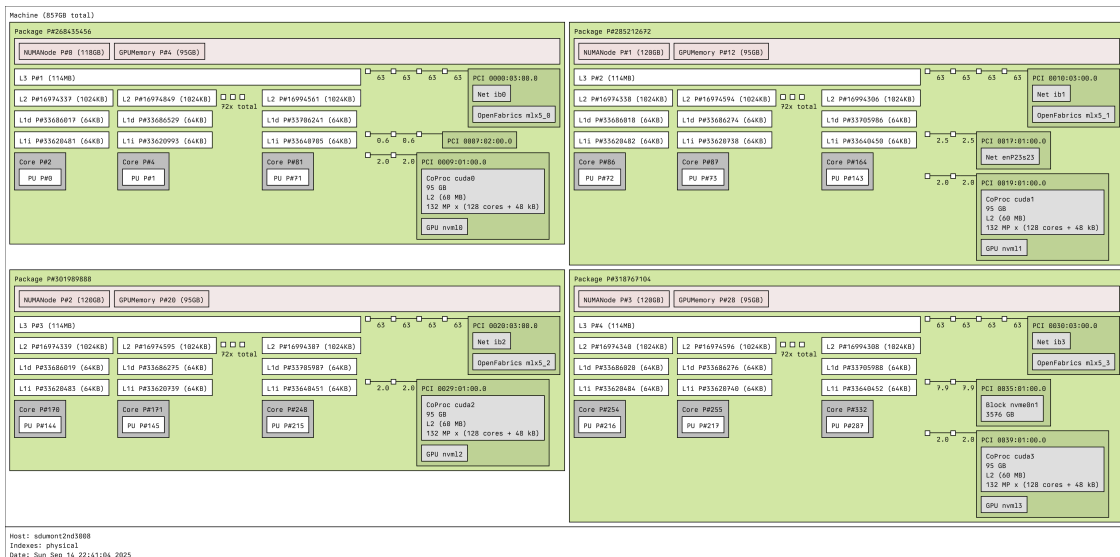 Machine (857GB total)
Package P#268435456
NUMANode P#0 (118GB) GPUMemory P#4 (95GB)
L3 P#1 (114MB)
63 63 63 63
PCI 0000:03:00.0
Net ib0
OpenFabrics mlx5_0
L2 P#16974337 (1024KB) L2 P#16974849 (1024KB) 72x total L2 P#16994561 (1024KB)
L1d P#33686017 (64KB) L1d P#33686529 (64KB) L1d P#33706241 (64KB)
L1i P#33620481 (64KB) L1i P#33620993 (64KB) L1i P#33640705 (64KB)
0.6 0.6 PCI 0007:02:00.0
Core P#2 Core P#4 Core P#81
PU P#0 PU P#1 PU P#71
2.0 2.0 PCI 0009:01:00.0
CoProc cuda0
95 GB
L2 (60 MB)
132 MP x (128 cores + 48 kB)
GPU nvml0
Package P#285212672
NUMANode P#1 (120GB) GPUMemory P#12 (95GB)
L3 P#2 (114MB)
63 63 63 63
PCI 0010:03:00.0
Net ib1
OpenFabrics mlx5_1
L2 P#16974338 (1024KB) L2 P#16974594 (1024KB) 72x total L2 P#16994306 (1024KB)
L1d P#33686018 (64KB) L1d P#33686274 (64KB) L1d P#33705986 (64KB)
L1i P#33620482 (64KB) L1i P#33620738 (64KB) L1i P#33640450 (64KB)
2.5 2.5 PCI 0017:01:00.0
Net enP23s23
Core P#86 Core P#87 Core P#164
PU P#72 PU P#73 PU P#143
2.0 2.0 PCI 0019:01:00.0
CoProc cuda1
95 GB
L2 (60 MB)
132 MP x (128 cores + 48 kB)
GPU nvml1
Package P#301989888
NUMANode P#2 (120GB) GPUMemory P#20 (95GB)
L3 P#3 (114MB)
63 63 63 63
PCI 0020:03:00.0
Net ib2
OpenFabrics mlx5_2
L2 P#16974339 (1024KB) L2 P#16974595 (1024KB) 72x total L2 P#16994307 (1024KB)
L1d P#33686019 (64KB) L1d P#33686275 (64KB) L1d P#33705987 (64KB)
L1i P#33620483 (64KB) L1i P#33620739 (64KB) L1i P#33640451 (64KB)
2.0 2.0 PCI 0029:01:00.0
Core P#170 Core P#171 Core P#248
PU P#144 PU P#145 PU P#215
CoProc cuda2
95 GB
L2 (60 MB)
132 MP x (128 cores + 48 kB)
GPU nvml2
Package P#318767104
NUMANode P#3 (120GB) GPUMemory P#28 (95GB)
L3 P#4 (114MB)
63 63 63 63
PCI 0030:03:00.0
Net ib3
OpenFabrics mlx5_3
L2 P#16974340 (1024KB) L2 P#16974596 (1024KB) 72x total L2 P#16994308 (1024KB)
L1d P#33686020 (64KB) L1d P#33686276 (64KB) L1d P#33705988 (64KB)
L1i P#33620484 (64KB) L1i P#33620740 (64KB) L1i P#33640452 (64KB)
7.9 7.9 PCI 0035:01:00.0
Block nvme0n1
3576 GB
Core P#254 Core P#255 Core P#332
PU P#216 PU P#217 PU P#287
2.0 2.0 PCI 0039:01:00.0
CoProc cuda3
95 GB
L2 (60 MB)
132 MP x (128 cores + 48 kB)
GPU nvml3
Host: sdumont2nd3008
Indexes: physical
Date: Sun Sep 14 22:41:04 2025